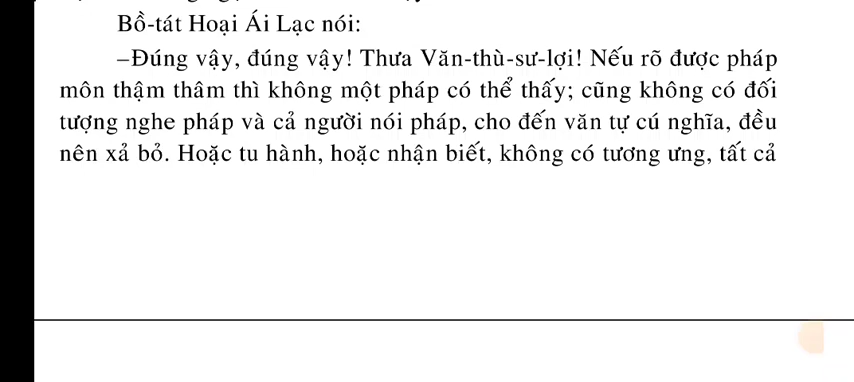 Bồ-tát Hoại Ái Lạc nói:
–Đúng vậy, đúng vậy! Thưa Văn-thù-sư-lợi! Nếu rõ được pháp
môn thậm thâm thì không một pháp có thể thấy; cũng không có đối
tượng nghe pháp và cả người nói pháp, cho đến văn tự cú nghĩa, đều
nên xả bỏ. Hoặc tu hành, hoặc nhận biết, không có tương ưng, tất cả